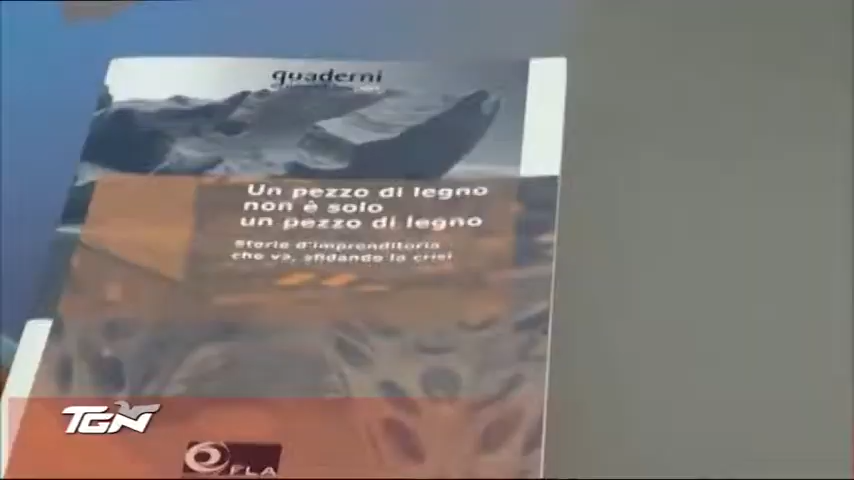 quaderni
Un pezzo di legno
non è solo
un pezzo di legno
Storie d'imprenditoria
che va, sfidando la crisi
TGN
FLA